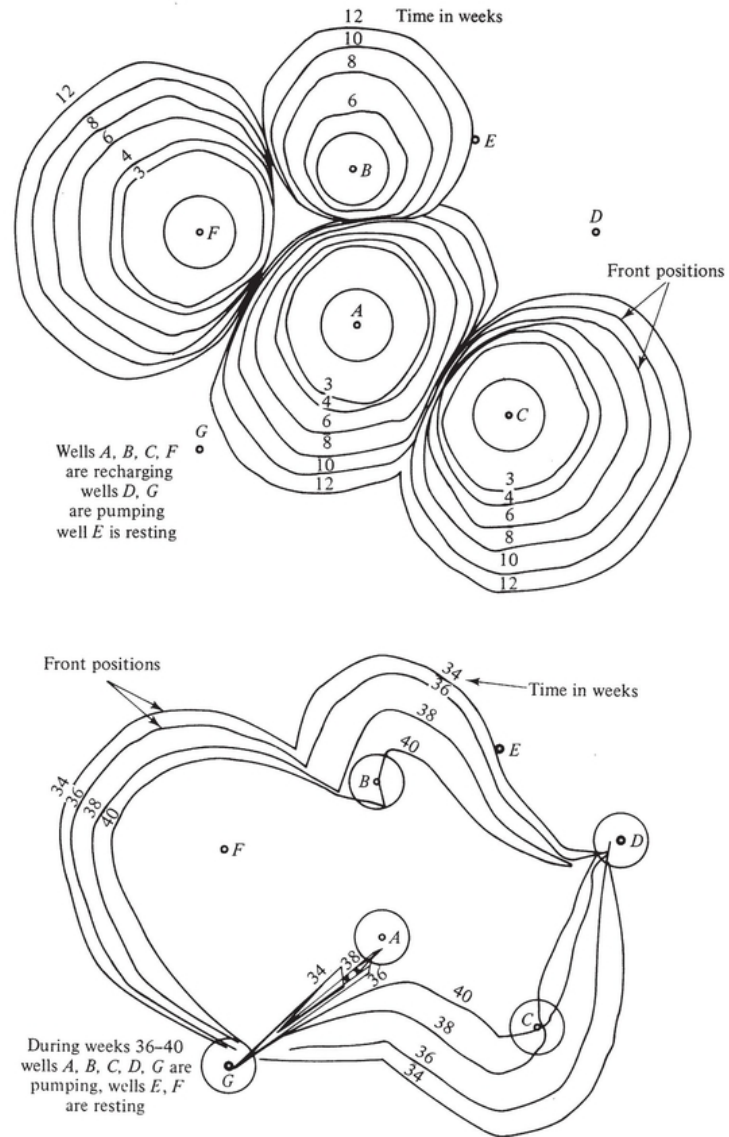 12 Time in weeks
10
8
6
B
E
12
8
6
4
3
F
D
Front positions
A
3
4
6
8
10
12
C
3
4
6
8
10
12
G
Wells A, B, C, F
are recharging
wells D, G
are pumping
well E is resting
Front positions
34
36
38
40
Time in weeks
E
B
34
36
38
40
F
D
A
34
38
36
40
38
36
34
C
G
During weeks 36–40
wells A, B, C, D, G are
pumping, wells E, F
are resting